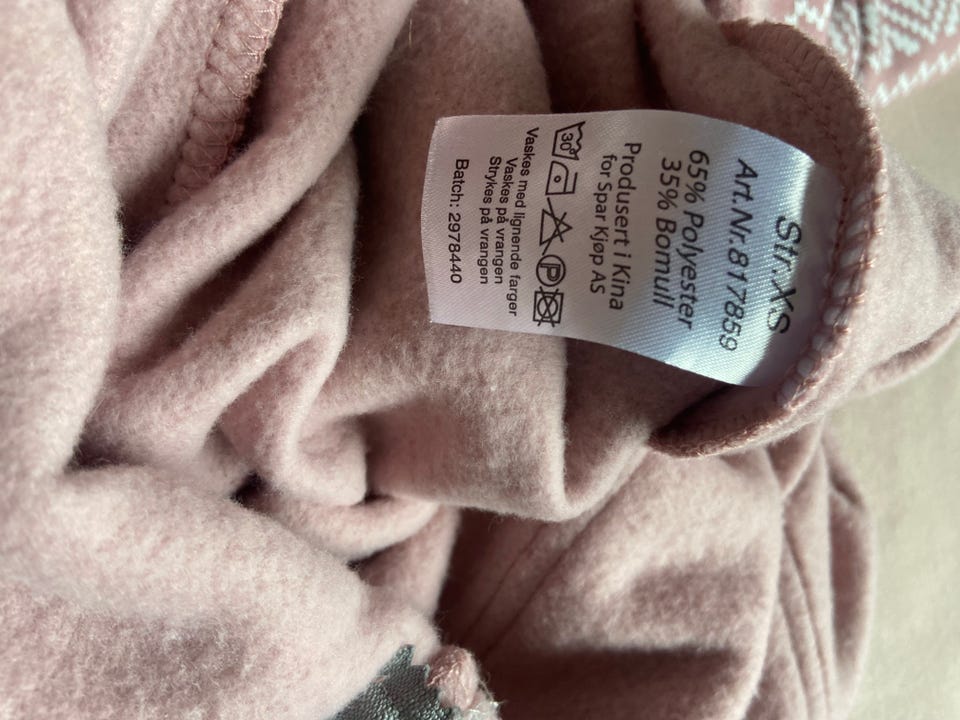 Str.XS
Art.Nr.817859
65% Polyester
35% Bomull
Produsert i Kina
for Spar Kjøp AS
30°
P
Vaskes med lignende farger
Vaskes på vrangen
Strykes på vrangen
Batch: 2978440